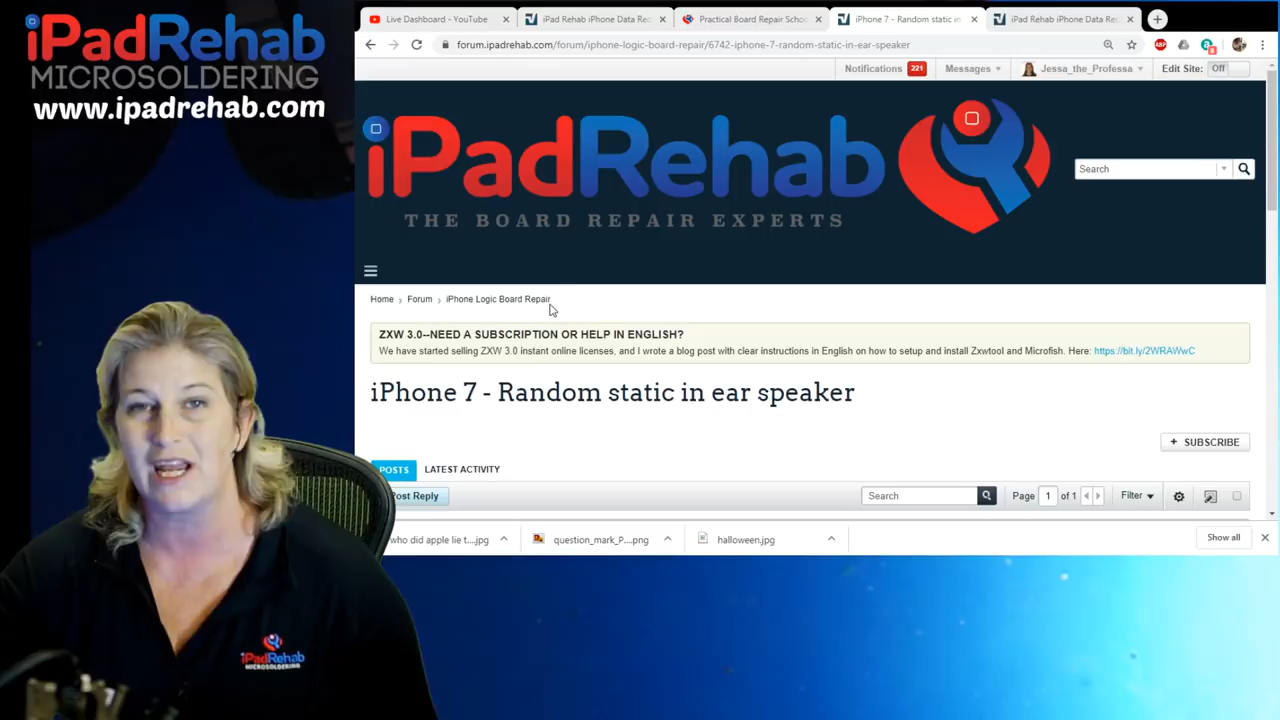 iPadRehab
MICROSOLDERING
www.ipadrehab.com
Live Dashboard - YouTube
iPad Rehab iPhone Data Rec
Practical Board Repair Schoo
iPhone 7 - Random static in
iPad Rehab iPhone Data Rec
forum.ipadrehab.com/forum/iphone-logic-board-repair/6742-iphone-7-random-static-in-ear-speaker
ABP
Notifications 221
Messages
Jessa_the_Professa
Edit Site: Off
iPadRehab
THE BOARD REPAIR EXPERTS
Search
Home > Forum > iPhone Logic Board Repair
ZXW 3.0--NEED A SUBSCRIPTION OR HELP IN ENGLISH?
We have started selling ZXW 3.0 instant online licenses, and I wrote a blog post with clear instructions in English on how to setup and install Zxwtool and Microfish. Here: https://bit.ly/2WRAWwC
iPhone 7 - Random static in ear speaker
+ SUBSCRIBE
POSTS
LATEST ACTIVITY
Post Reply
Search
Page 1 of 1
Filter
who did apple lie t....jpg
question_mark_P....png
halloween.jpg
Show all
iPadRehab
MICROSOLDERING